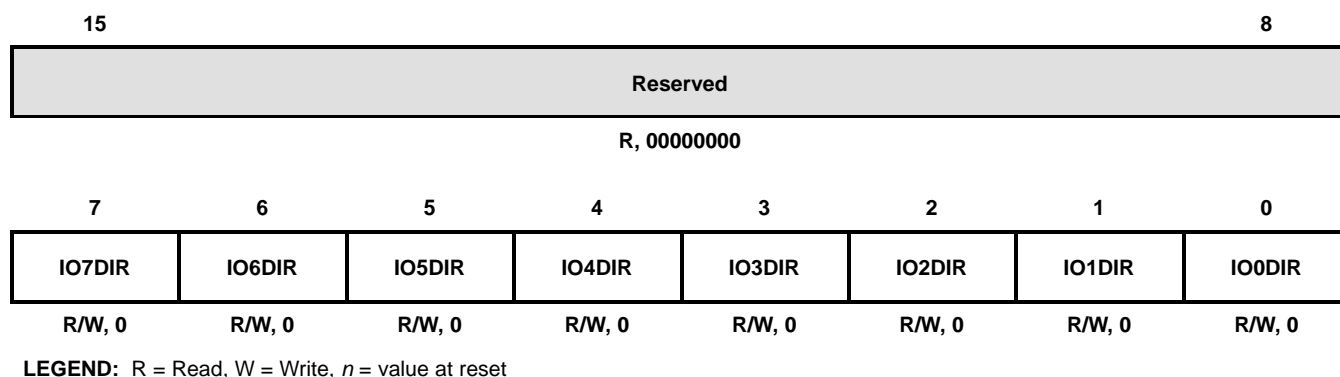 15 8
Reserved
R, 00000000
7 6 5 4 3 2 1 0
IO7DIR IO6DIR IO5DIR IO4DIR IO3DIR IO2DIR IO1DIR IO0DIR
R/W, 0 R/W, 0 R/W, 0 R/W, 0 R/W, 0 R/W, 0 R/W, 0 R/W, 0
LEGEND: R = Read, W = Write, n = value at reset